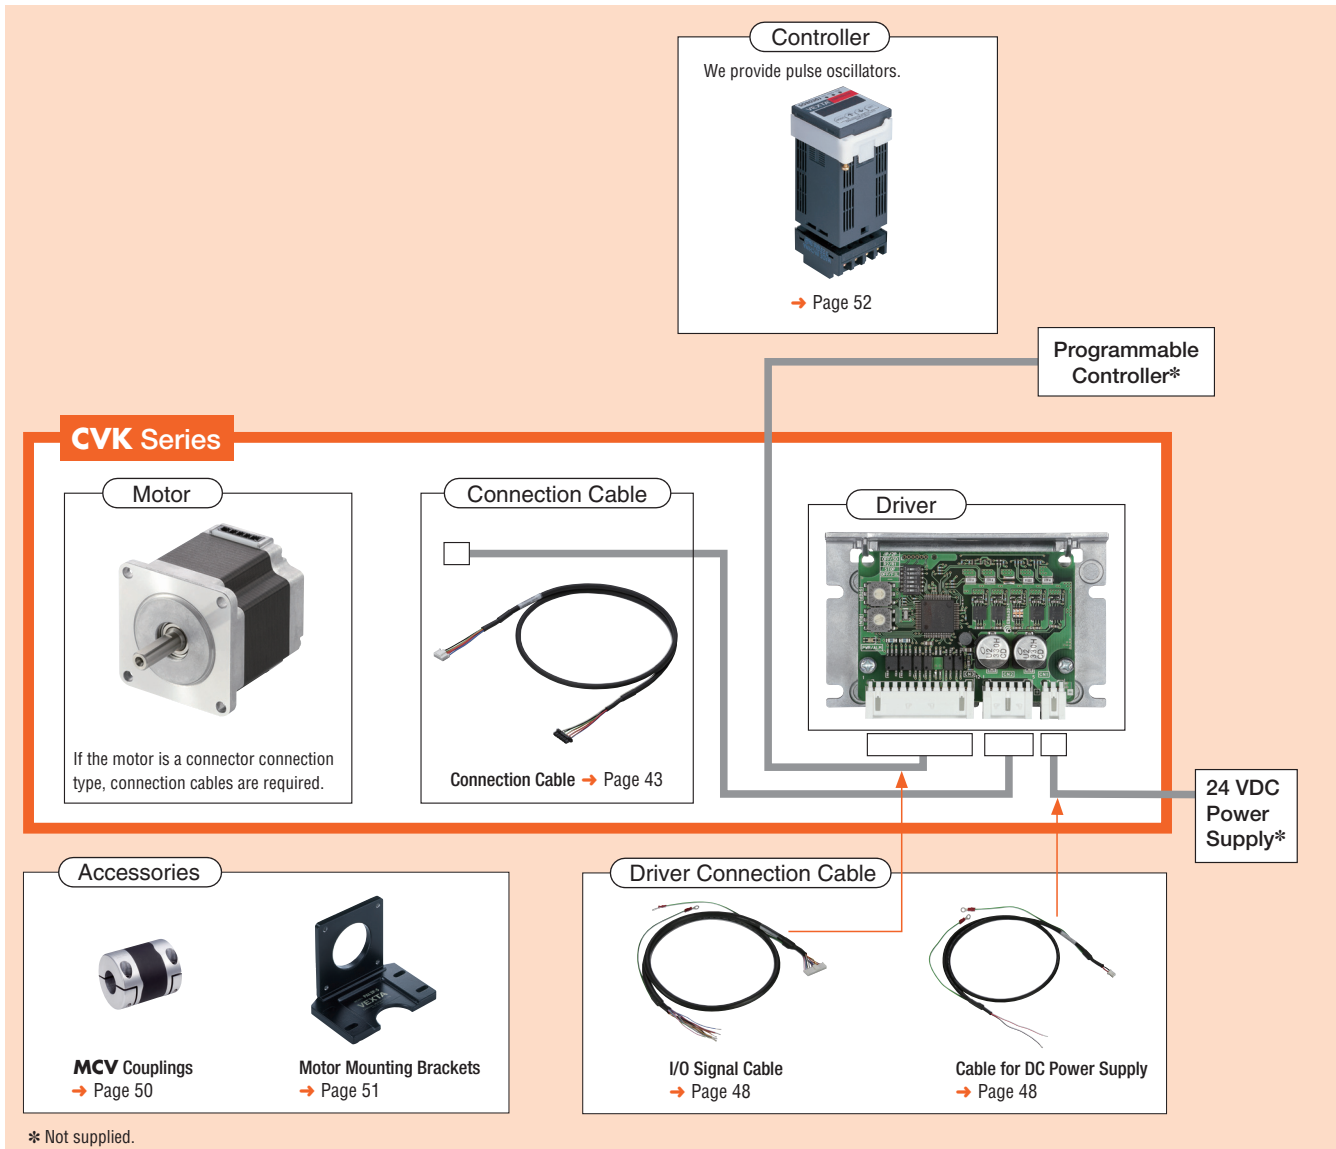 Controller
We provide pulse oscillators.
VEXTA
➜ Page 52
Programmable
Controller✽
CVK Series
Motor
If the motor is a connector connection
type, connection cables are required.
Connection Cable
Connection Cable ➜ Page 43
Driver
24 VDC
Power
Supply✽
Accessories
VEXTA
MCV Couplings
➜ Page 50
Motor Mounting Brackets
➜ Page 51
Driver Connection Cable
I/O Signal Cable
➜ Page 48
Cable for DC Power Supply
➜ Page 48
✽ Not supplied.